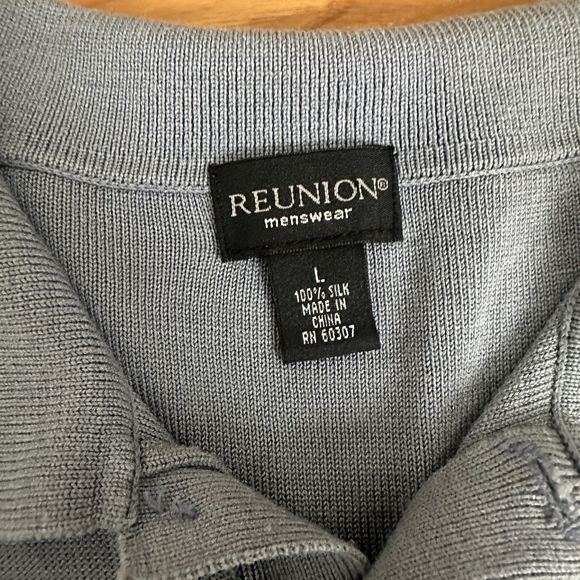 REUNION®
menswear
L
100% SILK
MADE IN
CHINA
RN 60307